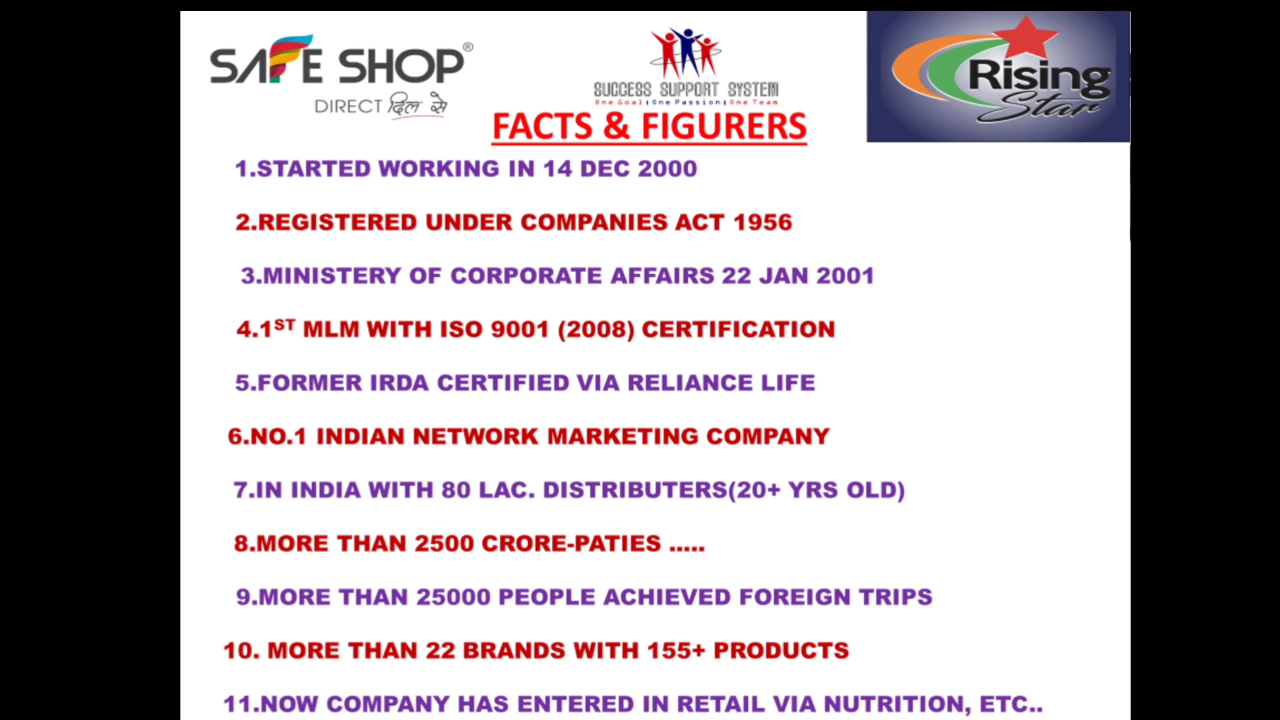 SAFE SHOP®
DIRECT दिल से
SUCCESS SUPPORT SYSTEM
One Goal:One Passion:One Team
Rising
Star
FACTS & FIGURERS
1.STARTED WORKING IN 14 DEC 2000
2.REGISTERED UNDER COMPANIES ACT 1956
3.MINISTERY OF CORPORATE AFFAIRS 22 JAN 2001
4.1ST MLM WITH ISO 9001 (2008) CERTIFICATION
5.FORMER IRDA CERTIFIED VIA RELIANCE LIFE
6.NO.1 INDIAN NETWORK MARKETING COMPANY
7.IN INDIA WITH 80 LAC. DISTRIBUTERS(20+ YRS OLD)
8.MORE THAN 2500 CRORE-PATIES .....
9.MORE THAN 25000 PEOPLE ACHIEVED FOREIGN TRIPS
10. MORE THAN 22 BRANDS WITH 155+ PRODUCTS
11.NOW COMPANY HAS ENTERED IN RETAIL VIA NUTRITION, ETC..